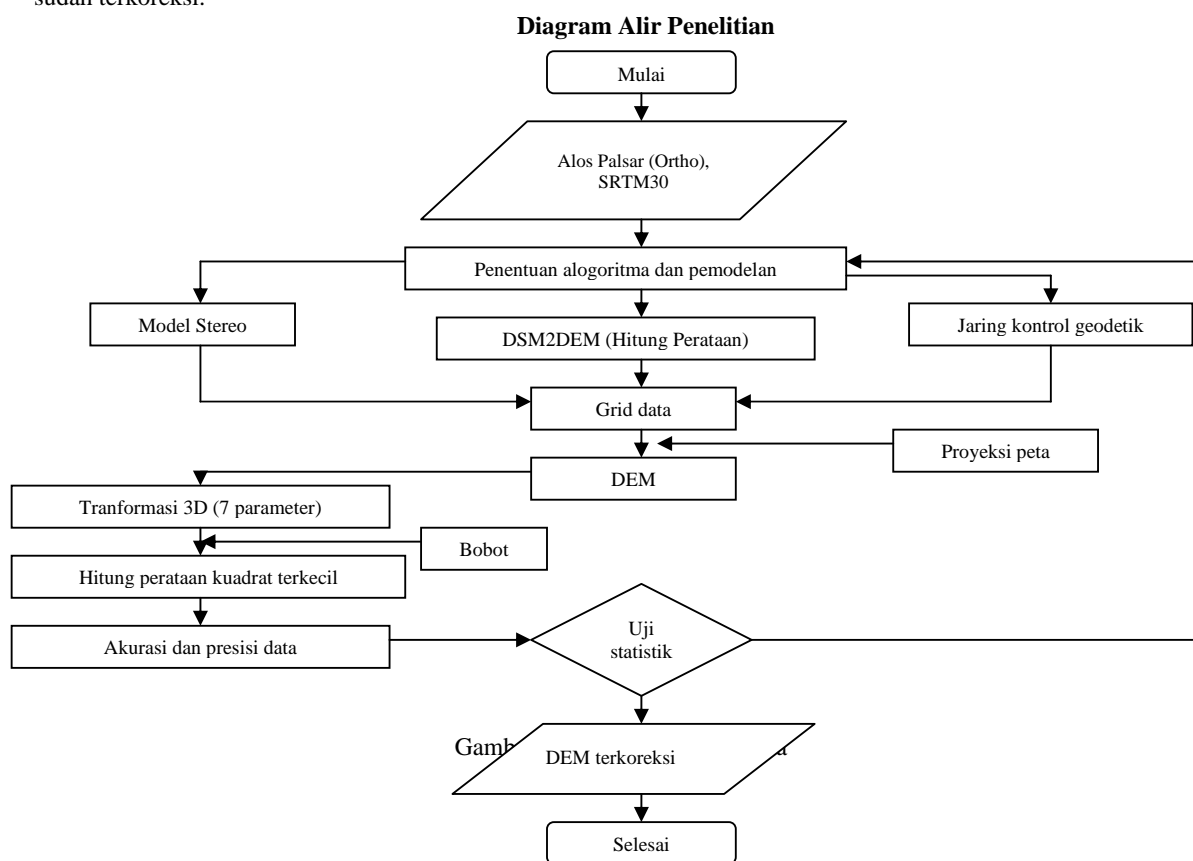 sudah terkoreksi.
Diagram Alir Penelitian
Mulai
Alos Palsar (Ortho),
SRTM30
Penentuan alogoritma dan pemodelan
Model Stereo
DSM2DEM (Hitung Perataan)
Jaring kontrol geodetik
Grid data
Proyeksi peta
DEM
Tranformasi 3D (7 parameter)
Bobot
Hitung perataan kuadrat terkecil
Akurasi dan presisi data
Uji
statistik
DEM terkoreksi
Selesai